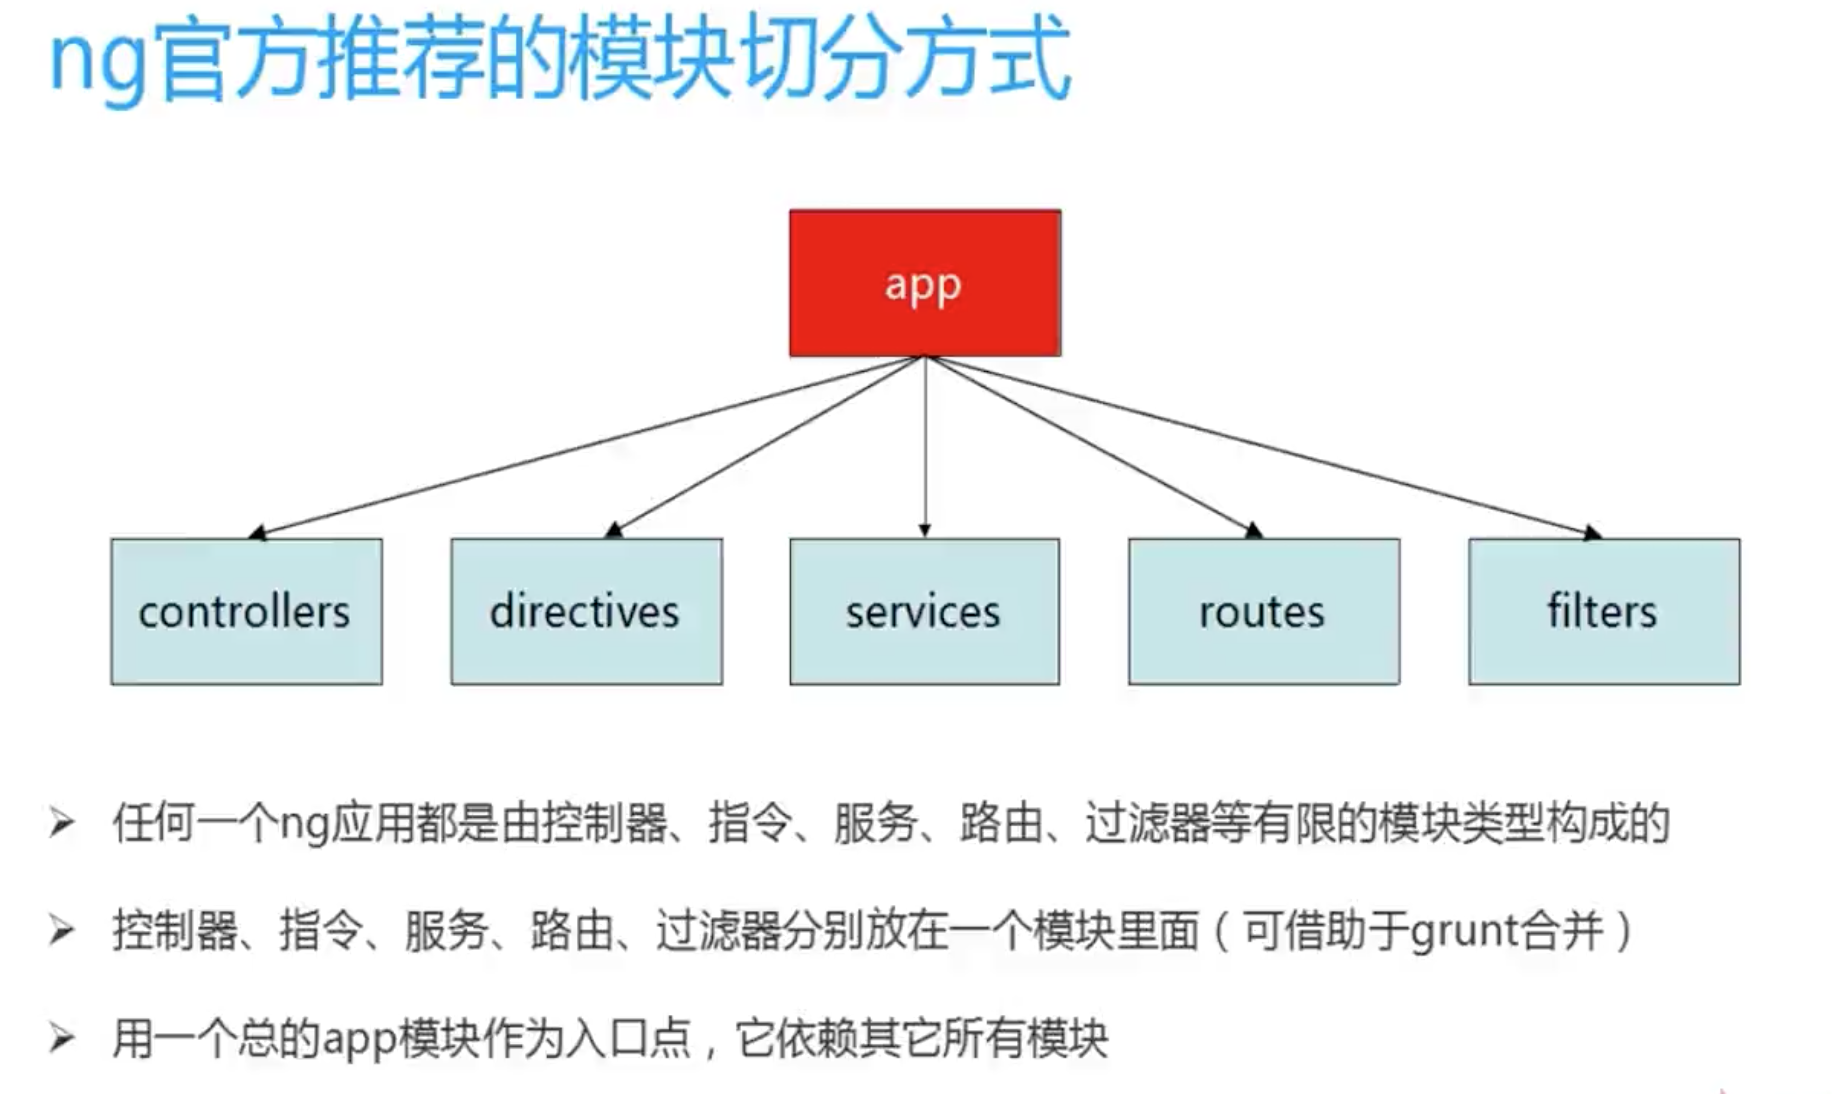 ng官方推荐的模块切分方式
app
controllers
directives
services
routes
filters
任何一个ng应用都是由控制器、指令、服务、路由、过滤器等有限的模块类型构成的
控制器、指令、服务、路由、过滤器分别放在一个模块里面（可借助于grunt合并）
用一个总的app模块作为入口点，它依赖其它所有模块